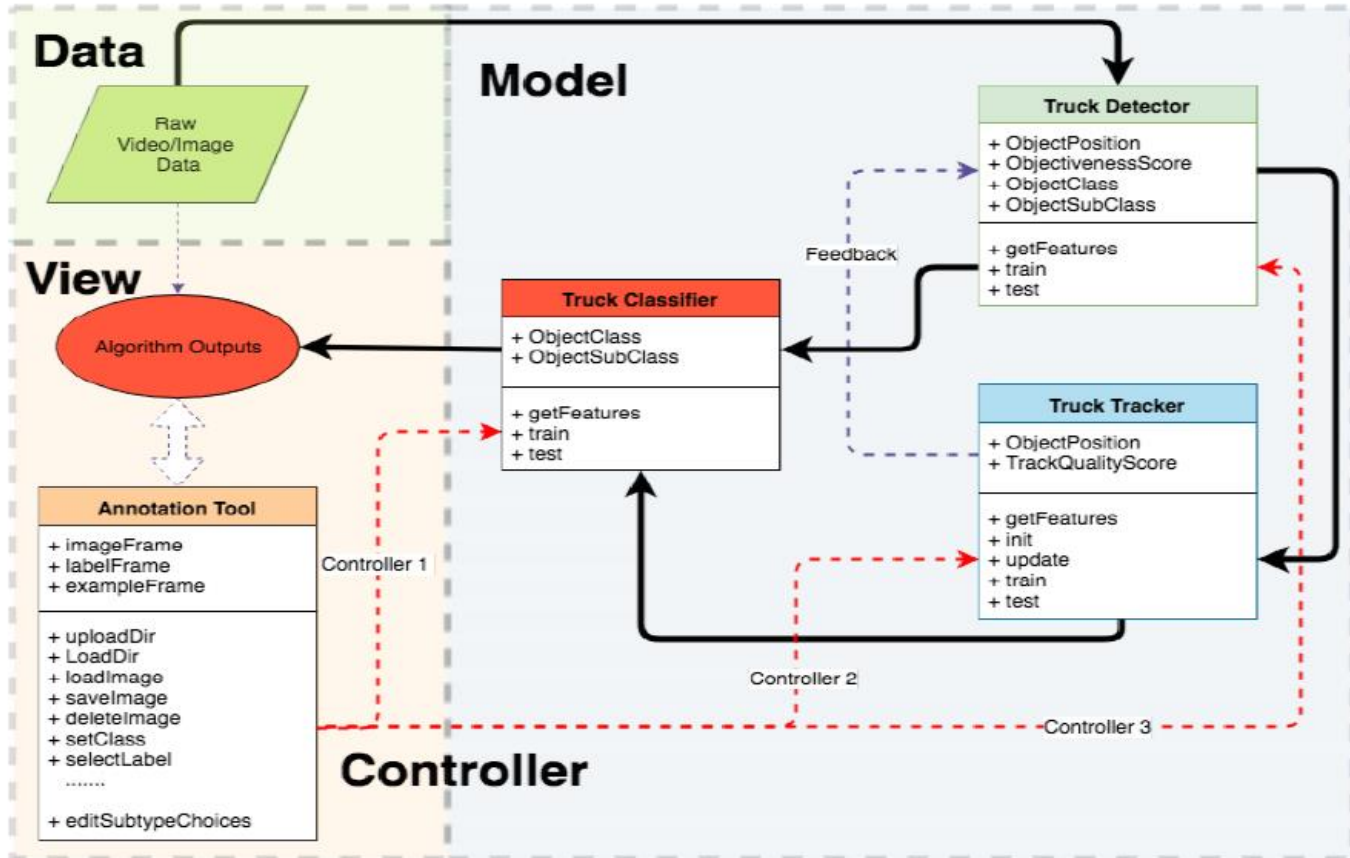 Data
Raw
Video/Image
Data
Model
Truck Detector
+ ObjectPosition
+ ObjectivenessScore
+ ObjectClass
+ ObjectSubClass
+ getFeatures
+ train
+ test
Feedback
View
Algorithm Outputs
Truck Classifier
+ ObjectClass
+ ObjectSubClass
+ getFeatures
+ train
+ test
Truck Tracker
+ ObjectPosition
+ TrackQualityScore
+ getFeatures
+ init
+ update
+ train
+ test
Annotation Tool
+ imageFrame
+ labelFrame
+ exampleFrame
+ uploadDir
+ LoadDir
+ loadImage
+ saveImage
+ deleteImage
+ setClass
+ selectLabel
.......
+ editSubtypeChoices
Controller 1
Controller 2
Controller 3
Controller